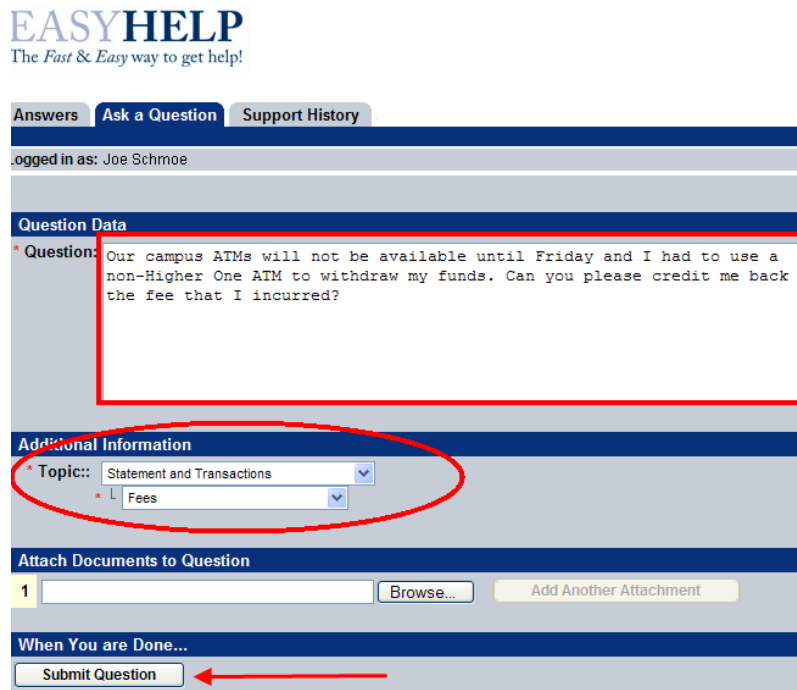 EASYHELP
The Fast & Easy way to get help!
Answers Ask a Question Support History
Logged in as: Joe Schmoe
Question Data
* Question:
Our campus ATMs will not be available until Friday and I had to use a
non-Higher One ATM to withdraw my funds. Can you please credit me back
the fee that I incurred?
Additional Information
* Topic:: Statement and Transactions
* └ Fees
Attach Documents to Question
1 Browse... Add Another Attachment
When You are Done...
Submit Question